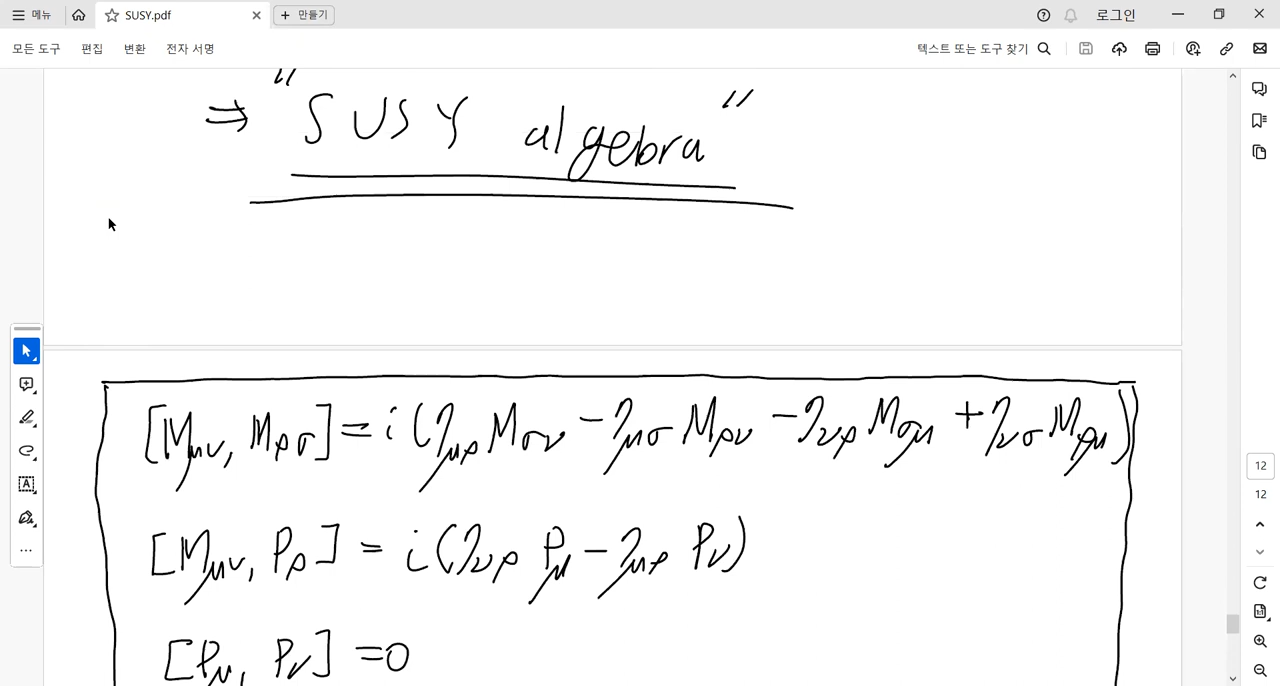 메뉴 SUSY.pdf 만들기 로그인
모든 도구 편집 변환 전자 서명 텍스트 또는 도구 찾기
⇒ "SUSY algebra"
[Mμν, Mρσ] = i(ημρ Mσν − ημσ Mρν − ηνρ Mσμ + ηνσ Mρμ)
12
12
[Mμν, Pρ] = i(ηνρ Pμ − ημρ Pν)
[Pμ, Pν] = 0